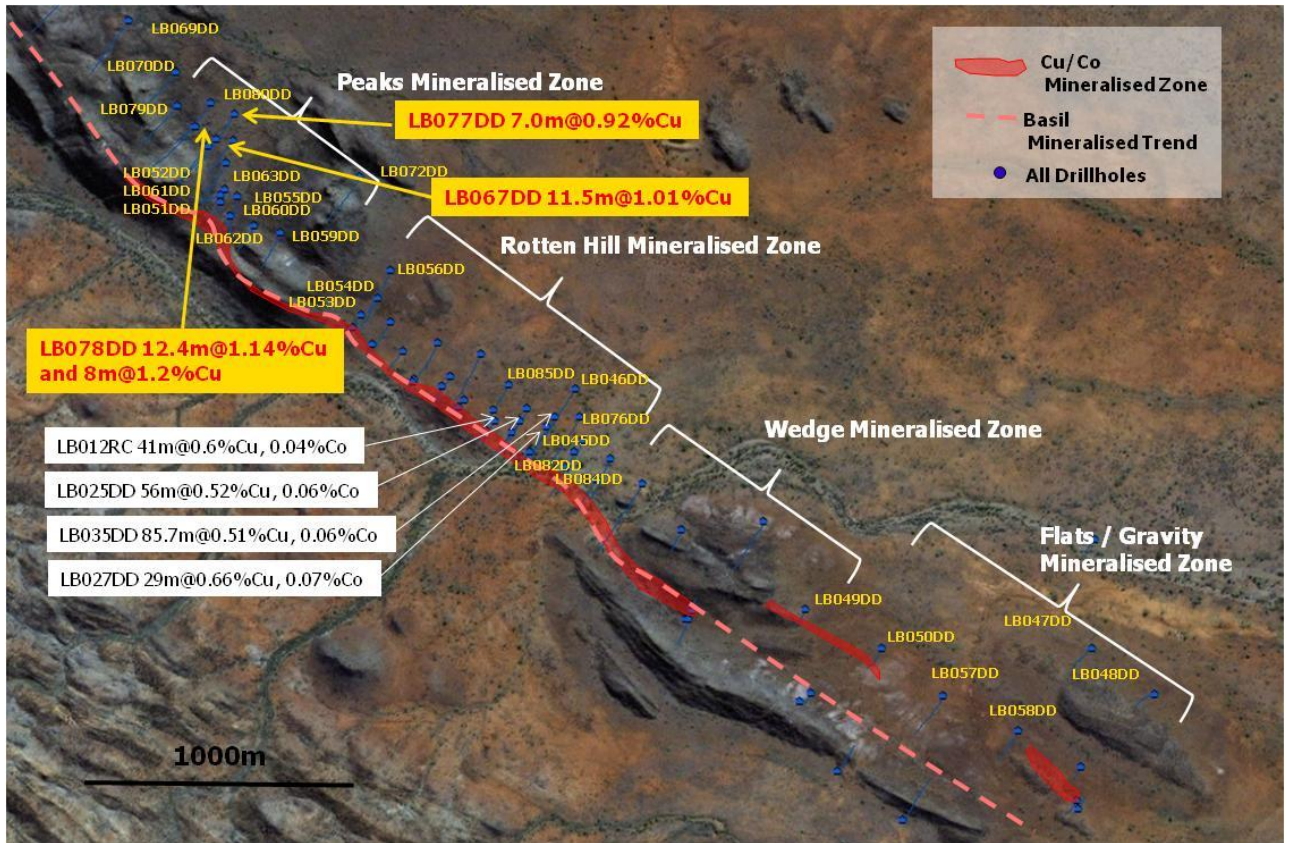 LB069DD
LB070DD
Peaks Mineralised Zone
LB080DD
LB079DD
LB077DD 7.0m@0.92%Cu
LB052DD
LB063DD
LB072DD
LB061DD
LB055DD
LB067DD 11.5m@1.01%Cu
LB051DD
LB060DD
LB062DD
LB059DD
Rotten Hill Mineralised Zone
LB056DD
LB054DD
LB053DD
LB078DD 12.4m@1.14%Cu
and 8m@1.2%Cu
LB085DD
LB046DD
LB076DD
LB012RC 41m@0.6%Cu, 0.04%Co
LB045DD
Wedge Mineralised Zone
LB082DD
LB084DD
LB025DD 56m@0.52%Cu, 0.06%Co
LB035DD 85.7m@0.51%Cu, 0.06%Co
LB027DD 29m@0.66%Cu, 0.07%Co
Flats / Gravity
Mineralised Zone
LB049DD
LB047DD
LB050DD
LB057DD
LB048DD
LB058DD
1000m
Cu/Co
Mineralised Zone
Basil
Mineralised Trend
All Drillholes